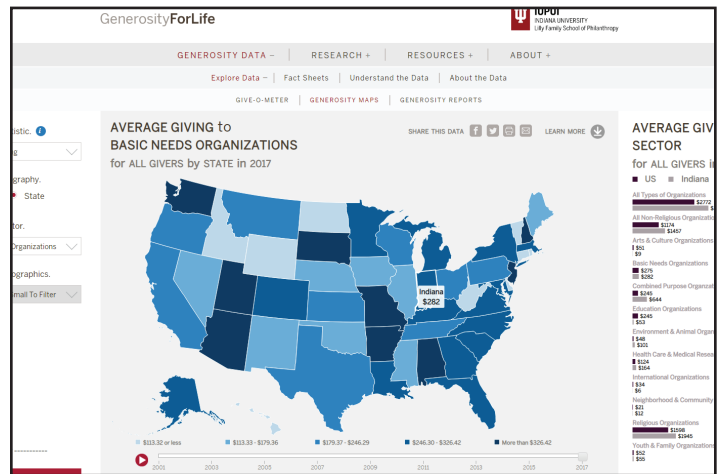 GenerosityForLife
IUPUI
INDIANA UNIVERSITY
Lilly Family School of Philanthropy
GENEROSITY DATA –
RESEARCH +
RESOURCES +
ABOUT +
Explore Data –
Fact Sheets
Understand the Data
About the Data
GIVE-O-METER
GENEROSITY MAPS
GENEROSITY REPORTS
istic.
graphy.
State
tor.
Organizations
ographics.
mall To Filter
AVERAGE GIVING to
BASIC NEEDS ORGANIZATIONS
for ALL GIVERS by STATE in 2017
SHARE THIS DATA
LEARN MORE
Indiana
$282
$113.32 or less
$113.33 - $179.36
$179.37 - $246.29
$246.30 - $326.42
More than $326.42
2001
2003
2005
2007
2009
2011
2013
2015
2017
AVERAGE GIV
SECTOR
for ALL GIVERS i
US
Indiana
All Types of Organizations
$2772
$
All Non-Religious Organizatio
$1174
$1457
Arts & Culture Organizations
$51
$9
Basic Needs Organizations
$275
$282
Combined Purpose Organizat
$245
$644
Education Organizations
$245
$53
Environment & Animal Organ
$48
$101
Health Care & Medical Resea
$124
$164
International Organizations
$34
$6
Neighborhood & Community
$21
$12
Religious Organizations
$1598
$1945
Youth & Family Organizations
$52
$55